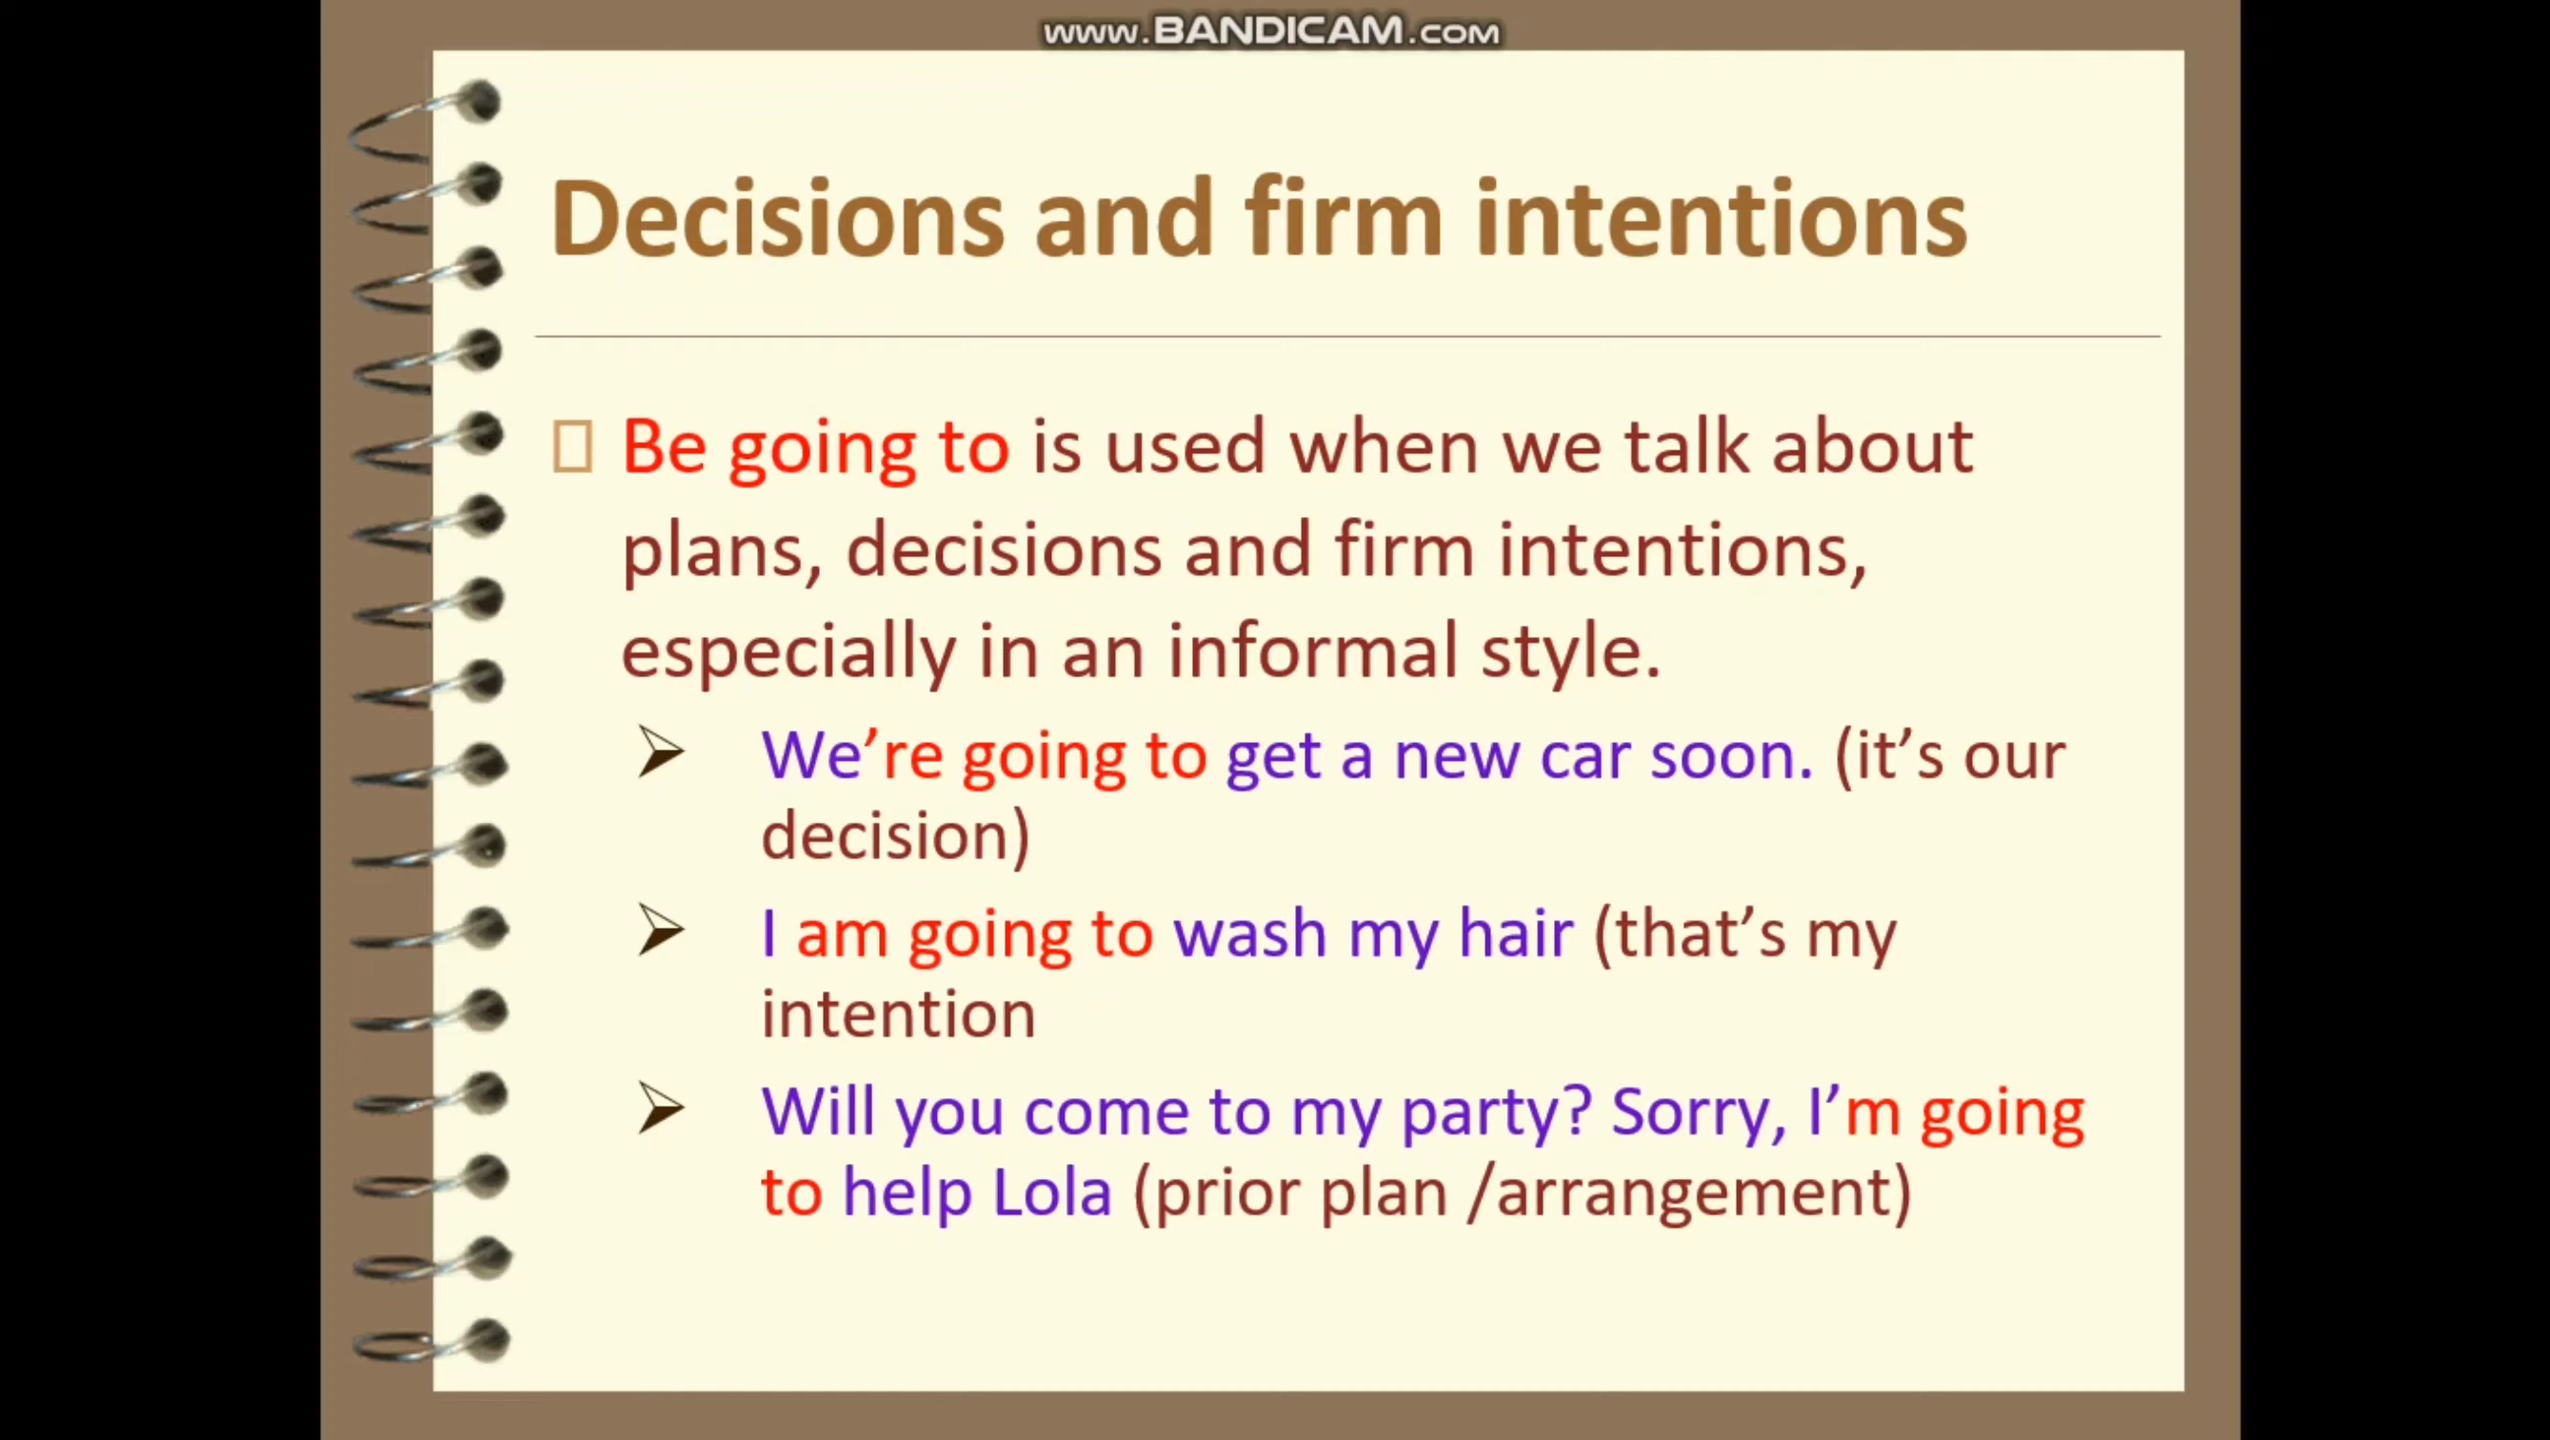 www.BANDICAM.com
Decisions and firm intentions
Be going to is used when we talk about
plans, decisions and firm intentions,
especially in an informal style.
➢ We’re going to get a new car soon. (it’s our
decision)
➢ I am going to wash my hair (that’s my
intention
➢ Will you come to my party? Sorry, I’m going
to help Lola (prior plan /arrangement)